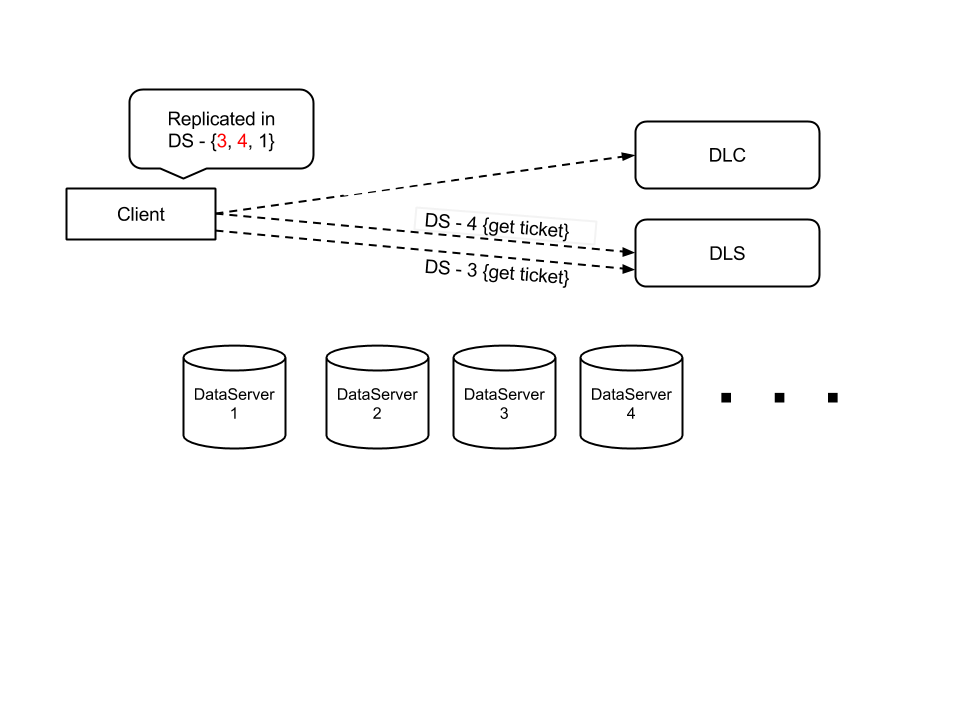 Replicated in
DS - {3, 4, 1}
Client
DLC
DS - 4 {get ticket}
DLS
DS - 3 {get ticket}
DataServer
1
DataServer
2
DataServer
3
DataServer
4